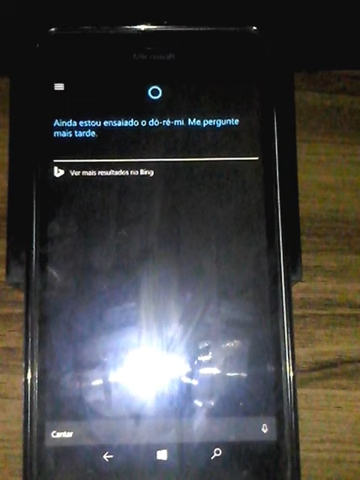 Microsoft
Ainda estou ensaiado o dó-ré-mi. Me pergunte
mais tarde.
Ver mais resultados no Bing
Cantar